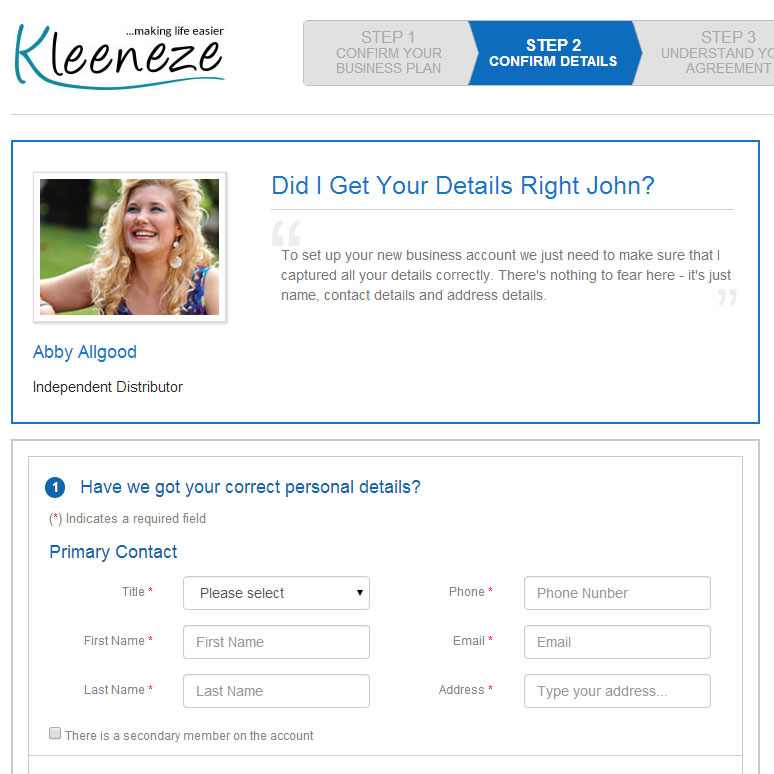 ...making life easier
Kleeneze
STEP 1
CONFIRM YOUR
BUSINESS PLAN
STEP 2
CONFIRM DETAILS
STEP 3
UNDERSTAND YO
AGREEMENT
Did I Get Your Details Right John?
“
To set up your new business account we just need to make sure that I
captured all your details correctly. There's nothing to fear here - it's just
name, contact details and address details.
”
Abby Allgood
Independent Distributor
1 Have we got your correct personal details?
(*) Indicates a required field
Primary Contact
Title * Please select
Phone * Phone Nunber
First Name * First Name
Email * Email
Last Name * Last Name
Address * Type your address...
There is a secondary member on the account